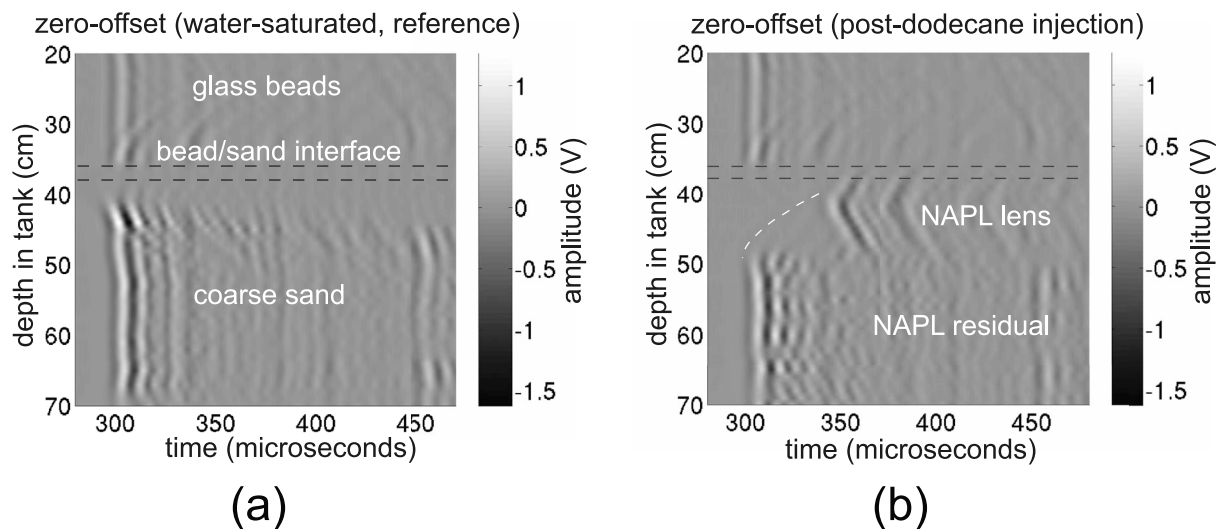 zero-offset (water-saturated, reference)
20
30
40
50
60
70
depth in tank (cm)
glass beads
bead/sand interface
coarse sand
300
350
400
450
time (microseconds)
1
0.5
0
-0.5
-1
-1.5
amplitude (V)
(a)
zero-offset (post-dodecane injection)
20
30
40
50
60
70
depth in tank (cm)
NAPL lens
NAPL residual
300
350
400
450
time (microseconds)
1
0.5
0
-0.5
-1
-1.5
amplitude (V)
(b)